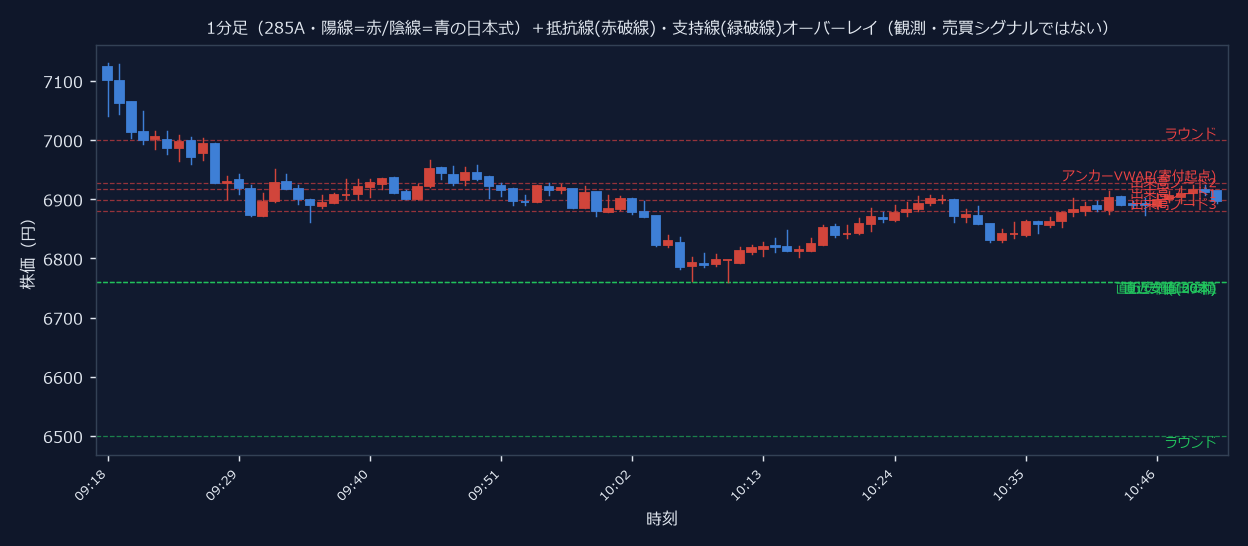 1分足（285A・陽線=赤/陰線=青の日本式）＋抵抗線(赤破線)・支持線(緑破線)オーバーレイ（観測・売買シグナルではない）
株価（円）
7100
7000
6900
6800
6700
6600
6500
ラウンド
アンカーVWAP(寄付起点)
ラウンド
09:18
09:29
09:40
09:51
10:02
10:13
10:24
10:35
10:46
時刻